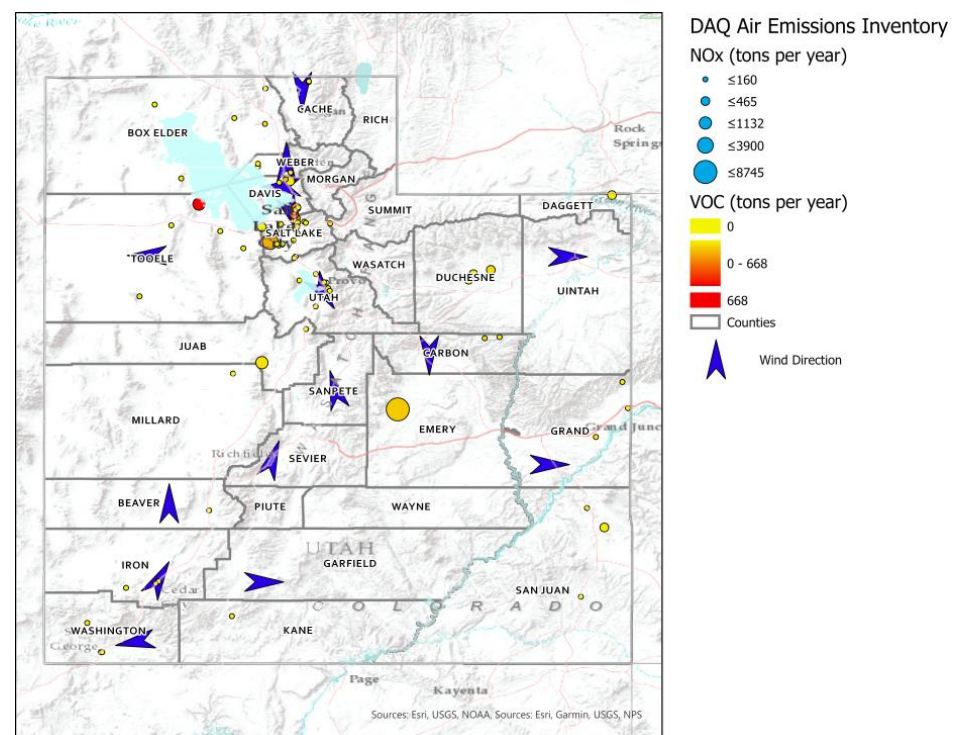 DAQ Air Emissions Inventory
NOx (tons per year)
≤160
≤465
≤1132
≤3900
≤8745
VOC (tons per year)
0
0 - 668
668
Counties
Wind Direction
CACHE
RICH
BOX ELDER
Rock
Springs
WEBER
MORGAN
DAVIS
DAGGETT
SUMMIT
SALT LAKE
TOOELE
WASATCH
DUCHESNE
Provo
UINTAH
UTAH
JUAB
CARBON
SANPETE
MILLARD
EMERY
GRAND
Grand Junc
Richfield
SEVIER
BEAVER
PIUTE
WAYNE
UTAH
IRON
GARFIELD
Cedar
SAN JUAN
COLORADO
WASHINGTON
KANE
George
Page
Kayenta
Sources: Esri, USGS, NOAA, Sources: Esri, Garmin, USGS, NPS